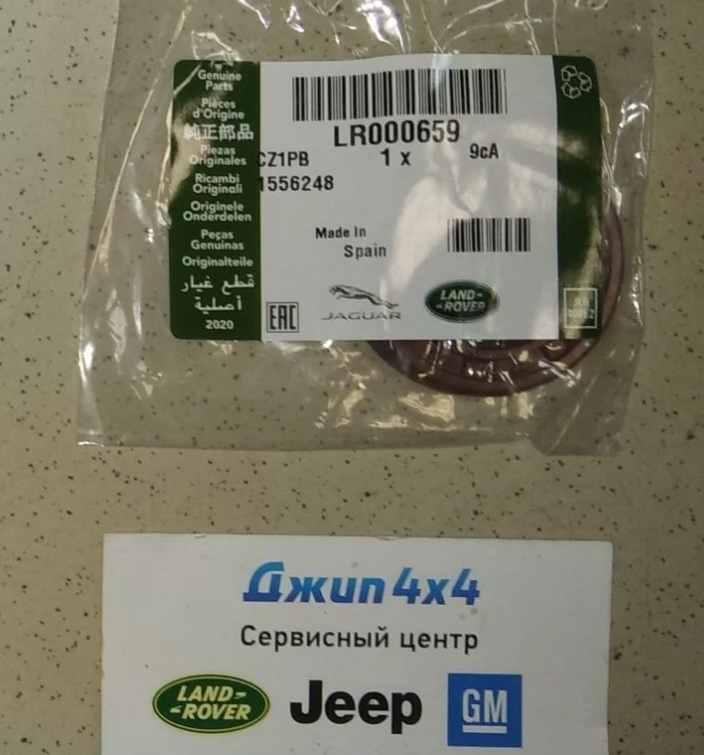 Genuine
Parts
Pièces
d'Origine
純正部品
Piezas
Originales
Ricambi
Originali
Originele
Onderdelen
Peças
Genuinas
Originalteile
قطع غيار
أصلية
2020
LR000659
CZ1PB
1 x
9cA
1556248
Made In
Spain
EAC
JAGUAR
LAND-
-ROVER
Джип 4x4
Сервисный центр
LAND-
-ROVER
Jeep
GM